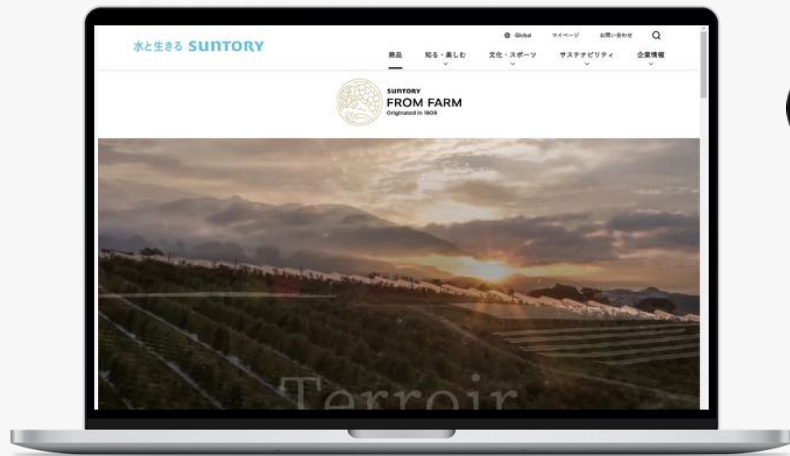 水と生きる SUNTORY
Global マイページ お問い合わせ
商品 知る・楽しむ 文化・スポーツ サステナビリティ 企業情報
SUNTORY
FROM FARM
Originated in 1909
Terroir